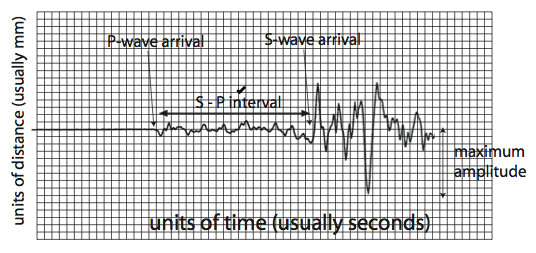 P-wave arrival
S-wave arrival
S - P interval
units of distance (usually mm)
maximum
amplitude
units of time (usually seconds)